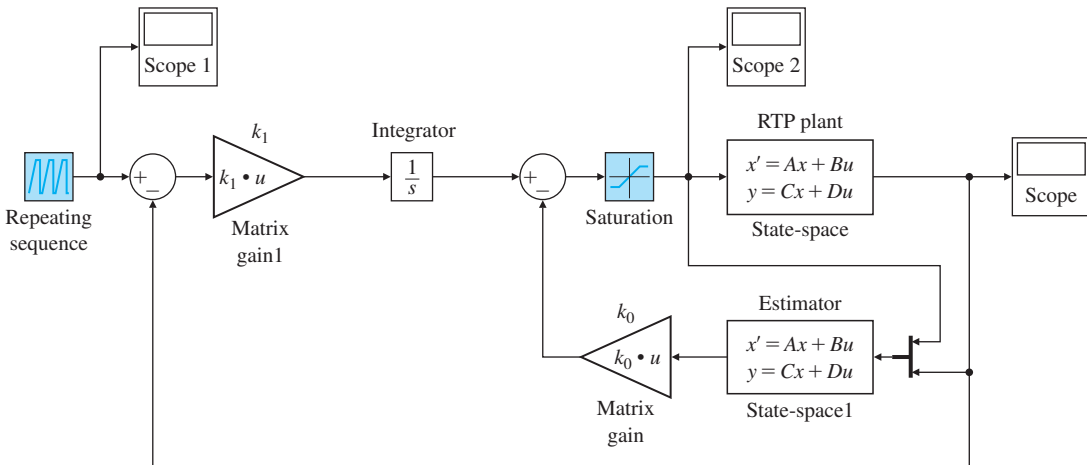 Scope 1
Scope 2
k₁
Integrator
RTP plant
+
−
k₁ • u
1
s
+
−
x′ = Ax + Bu
y = Cx + Du
Scope
Repeating
sequence
Matrix
gain1
Saturation
State-space
k₀
Estimator
k₀ • u
x′ = Ax + Bu
y = Cx + Du
Matrix
gain
State-space1